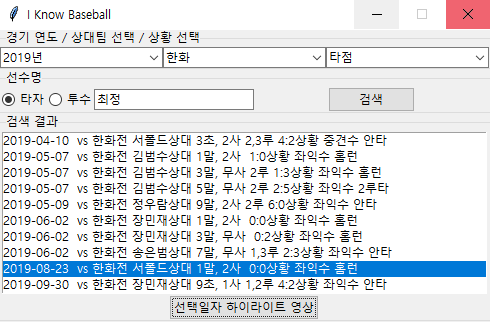 I Know Baseball
경기 연도 / 상대팀 선택 / 상황 선택
2019년 한화 타점
선수명
타자 투수 최정 검색
검색 결과
2019-04-10 vs 한화전 서폴드상대 3초, 2사 2,3루 4:2상황 중견수 안타
2019-05-07 vs 한화전 김범수상대 1말, 2사 1:0상황 좌익수 홈런
2019-05-07 vs 한화전 김범수상대 3말, 무사 2루 1:3상황 좌익수 홈런
2019-05-07 vs 한화전 김범수상대 5말, 무사 2루 2:5상황 좌익수 2루타
2019-05-09 vs 한화전 정우람상대 9말, 2사 2루 6:0상황 좌익수 안타
2019-06-02 vs 한화전 장민재상대 1말, 2사 0:0상황 좌익수 홈런
2019-06-02 vs 한화전 장민재상대 3말, 무사 0:2상황 좌익수 홈런
2019-06-02 vs 한화전 송은범상대 7말, 무사 1,3루 2:3상황 좌익수 안타
2019-08-23 vs 한화전 서폴드상대 1말, 2사 0:0상황 좌익수 홈런
2019-09-30 vs 한화전 장민재상대 9초, 1사 1,2루 4:2상황 좌익수 안타
선택일자 하이라이트 영상